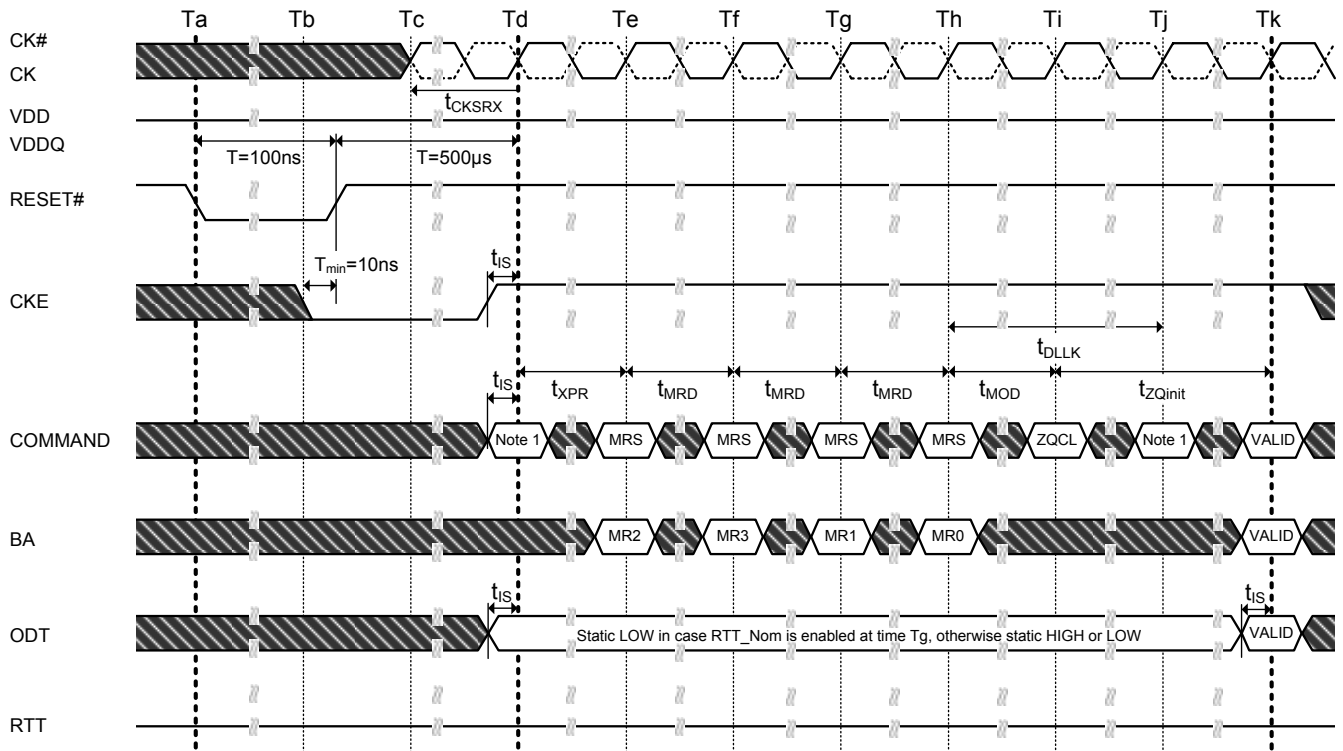 Ta Tb Tc Td Te Tf Tg Th Ti Tj Tk
CK#
CK
tCKSRX
VDD
VDDQ
T=100ns T=500µs
RESET#
Tmin=10ns tIS
CKE
tDLLK
tIS tXPR tMRD tMRD tMRD tMOD tZQinit
COMMAND Note 1 MRS MRS MRS MRS ZQCL Note 1 VALID
BA MR2 MR3 MR1 MR0 VALID
tIS tIS
ODT Static LOW in case RTT_Nom is enabled at time Tg, otherwise static HIGH or LOW VALID
RTT